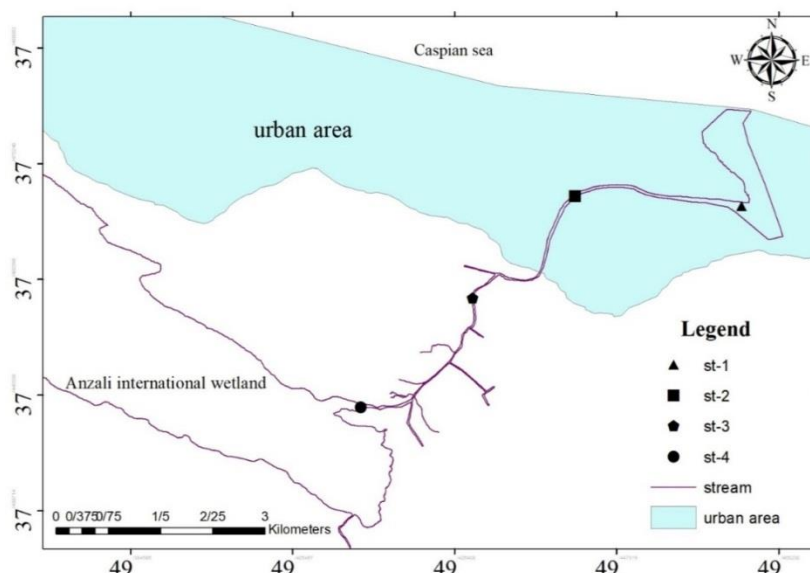 Caspian sea
N
W E
S
urban area
37
37
37
37
37
Anzali international wetland
Legend
st-1
st-2
st-3
st-4
stream
urban area
0 0/375 0/75 1/5 2/25 3
Kilometers
49 49 49 49 49